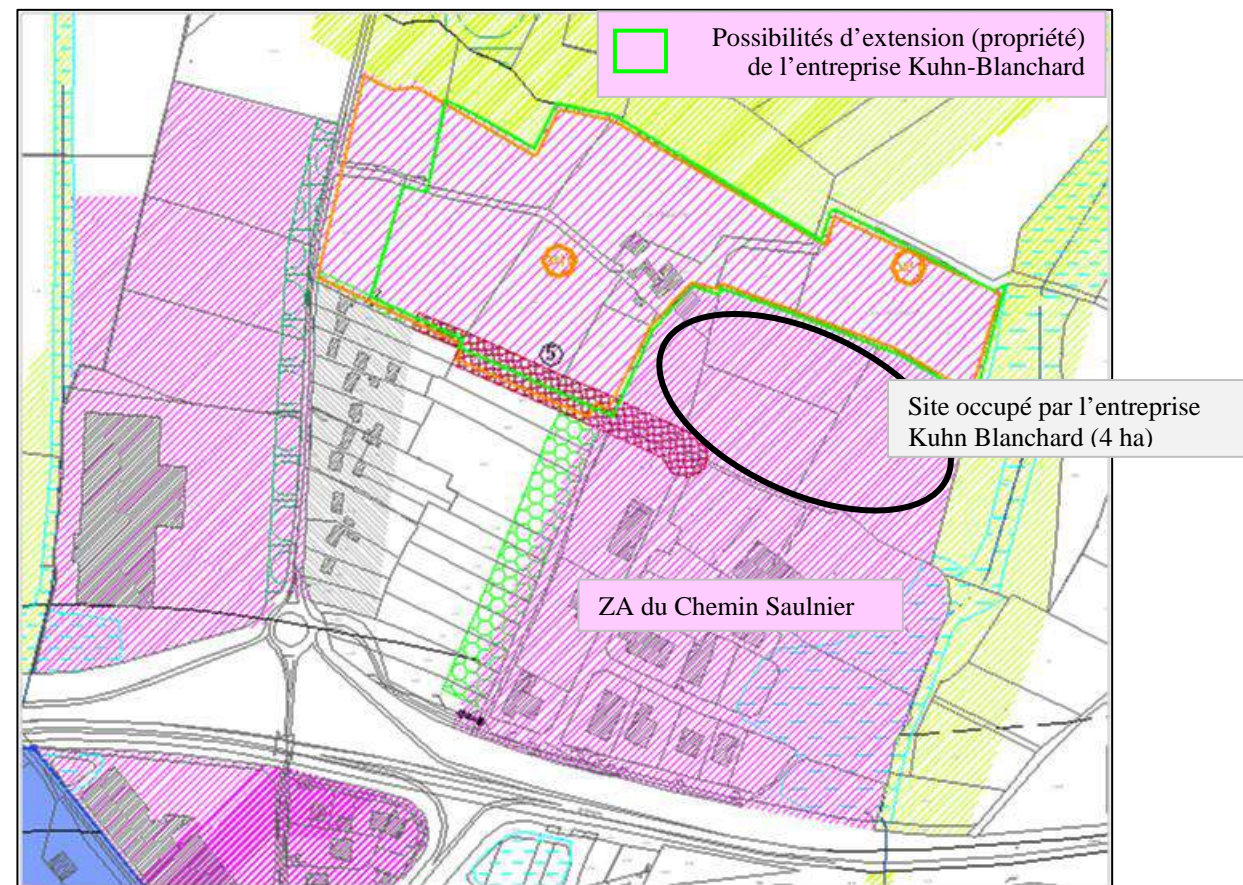 Possibilités d’extension (propriété)
de l’entreprise Kuhn-Blanchard
5
Site occupé par l’entreprise
Kuhn Blanchard (4 ha)
ZA du Chemin Saulnier